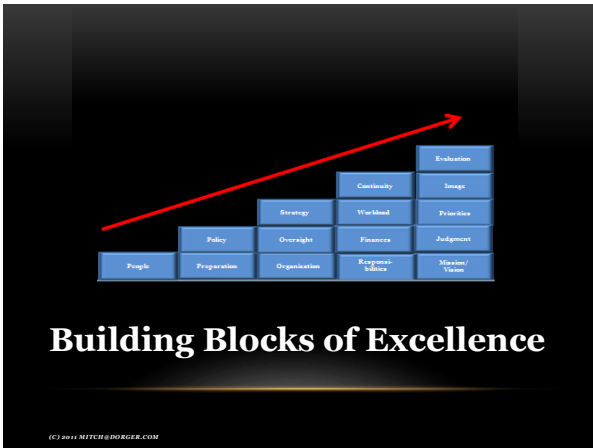 Evaluation
Continuity Image
Strategy Workload Priorities
Policy Oversight Finances Judgment
People Preparation Organization Responsi-
bilities Mission/
Vision
Building Blocks of Excellence
(C) 2011 MITCH@DORGER.COM